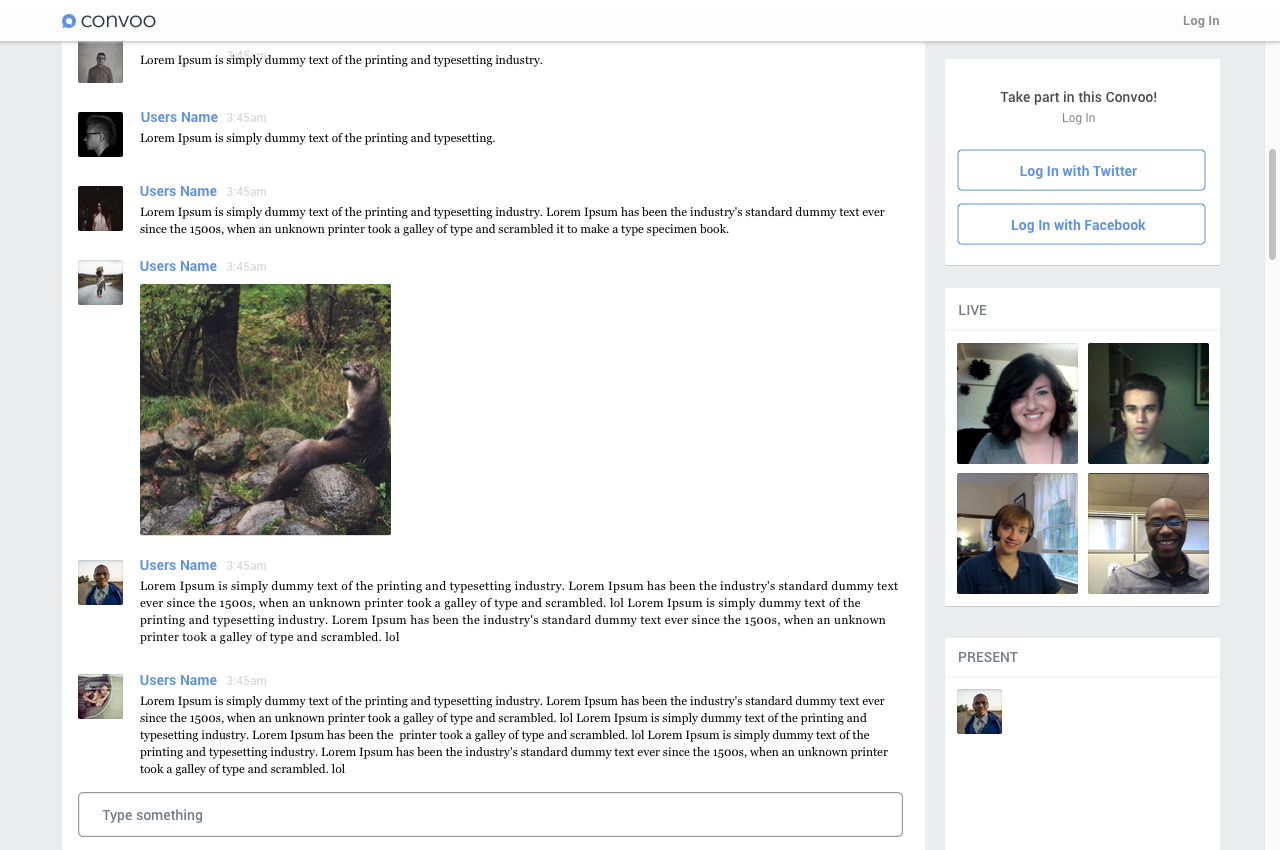 convoo
Log In
3:45am
Lorem Ipsum is simply dummy text of the printing and typesetting industry.
Users Name 3:45am
Lorem Ipsum is simply dummy text of the printing and typesetting.
Users Name 3:45am
Lorem Ipsum is simply dummy text of the printing and typesetting industry. Lorem Ipsum has been the industry's standard dummy text ever
since the 1500s, when an unknown printer took a galley of type and scrambled it to make a type specimen book.
Users Name 3:45am
Users Name 3:45am
Lorem Ipsum is simply dummy text of the printing and typesetting industry. Lorem Ipsum has been the industry's standard dummy text
ever since the 1500s, when an unknown printer took a galley of type and scrambled. lol Lorem Ipsum is simply dummy text of the
printing and typesetting industry. Lorem Ipsum has been the industry's standard dummy text ever since the 1500s, when an unknown
printer took a galley of type and scrambled. lol
Users Name 3:45am
Lorem Ipsum is simply dummy text of the printing and typesetting industry. Lorem Ipsum has been the industry's standard dummy text ever
since the 1500s, when an unknown printer took a galley of type and scrambled. lol Lorem Ipsum is simply dummy text of the printing and
typesetting industry. Lorem Ipsum has been the  printer took a galley of type and scrambled. lol Lorem Ipsum is simply dummy text of the
printing and typesetting industry. Lorem Ipsum has been the industry's standard dummy text ever since the 1500s, when an unknown printer
took a galley of type and scrambled. lol
Type something
Take part in this Convoo!
Log In
Log In with Twitter
Log In with Facebook
LIVE
PRESENT